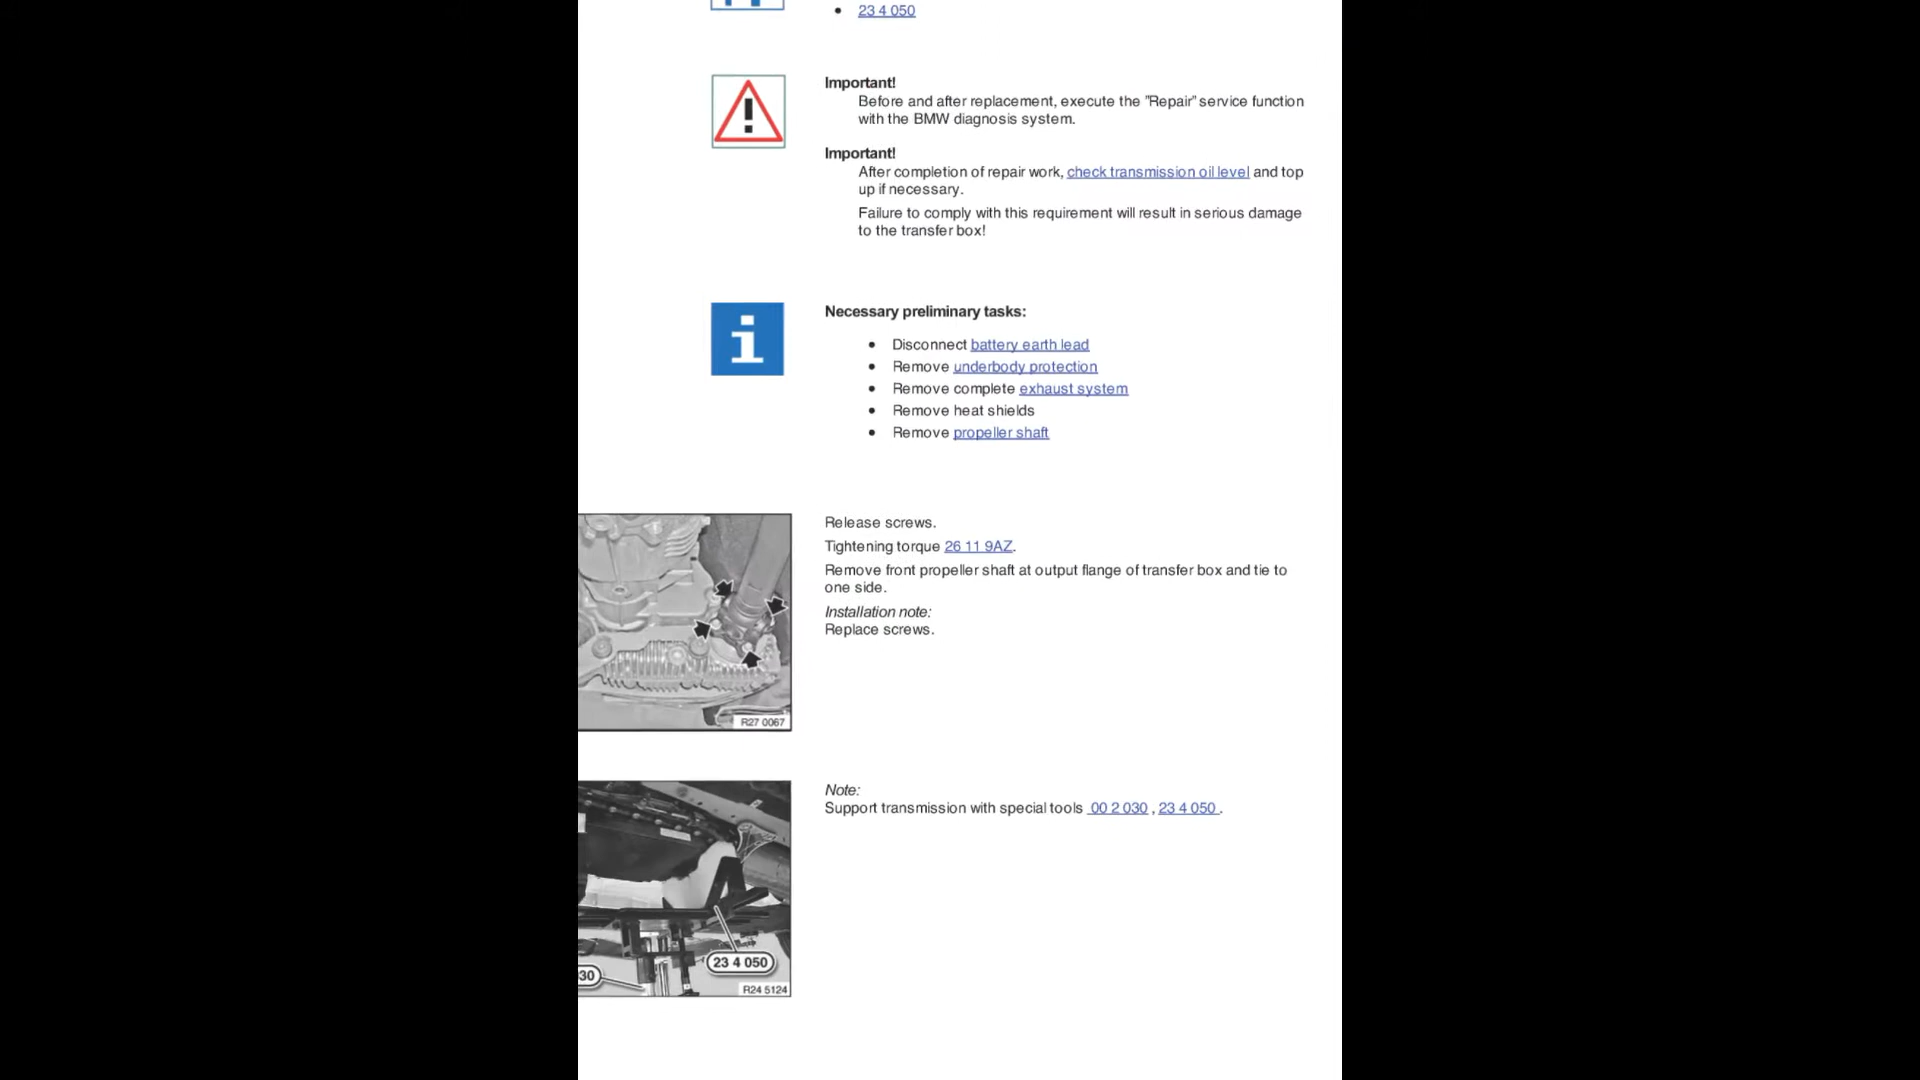 23 4 050
Important!
Before and after replacement, execute the "Repair" service function
with the BMW diagnosis system.
Important!
After completion of repair work, check transmission oil level and top
up if necessary.
Failure to comply with this requirement will result in serious damage
to the transfer box!
Necessary preliminary tasks:
Disconnect battery earth lead
Remove underbody protection
Remove complete exhaust system
Remove heat shields
Remove propeller shaft
Release screws.
Tightening torque 26 11 9AZ.
Remove front propeller shaft at output flange of transfer box and tie to
one side.
Installation note:
Replace screws.
R27 0067
Note:
Support transmission with special tools 00 2 030 , 23 4 050 .
23 4 050
30
R24 5124